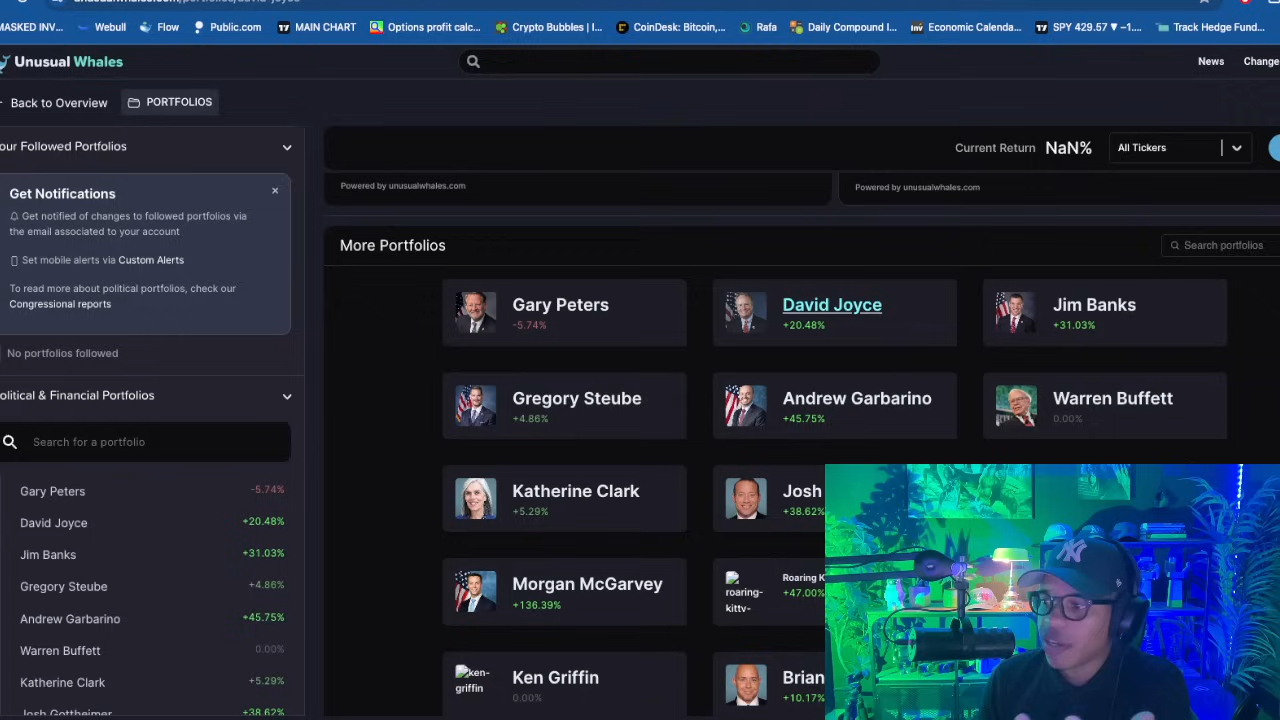 MASKED INV...
Webull
Flow
Public.com
MAIN CHART
Options profit calc...
Crypto Bubbles | I...
CoinDesk: Bitcoin,...
Rafa
Daily Compound I...
Economic Calenda...
SPY 429.57 ▼ −1....
Track Hedge Fund...
Unusual Whales
News
Change
Back to Overview
PORTFOLIOS
our Followed Portfolios
Get Notifications
Get notified of changes to followed portfolios via
the email associated to your account
Set mobile alerts via Custom Alerts
To read more about political portfolios, check our
Congressional reports
No portfolios followed
olitical & Financial Portfolios
Search for a portfolio
Gary Peters -5.74%
David Joyce +20.48%
Jim Banks +31.03%
Gregory Steube +4.86%
Andrew Garbarino +45.75%
Warren Buffett 0.00%
Katherine Clark +5.29%
Josh Gottheimer +38.62%
Current Return NaN%
All Tickers
Powered by unusualwhales.com
Powered by unusualwhales.com
More Portfolios
Search portfolios
Gary Peters
-5.74%
David Joyce
+20.48%
Jim Banks
+31.03%
Gregory Steube
+4.86%
Andrew Garbarino
+45.75%
Warren Buffett
0.00%
Katherine Clark
+5.29%
Josh
+38.62%
Morgan McGarvey
+136.39%
roaring-
kitty-
Roaring K
+47.00%
ken-
griffin
Ken Griffin
0.00%
Brian
+10.17%